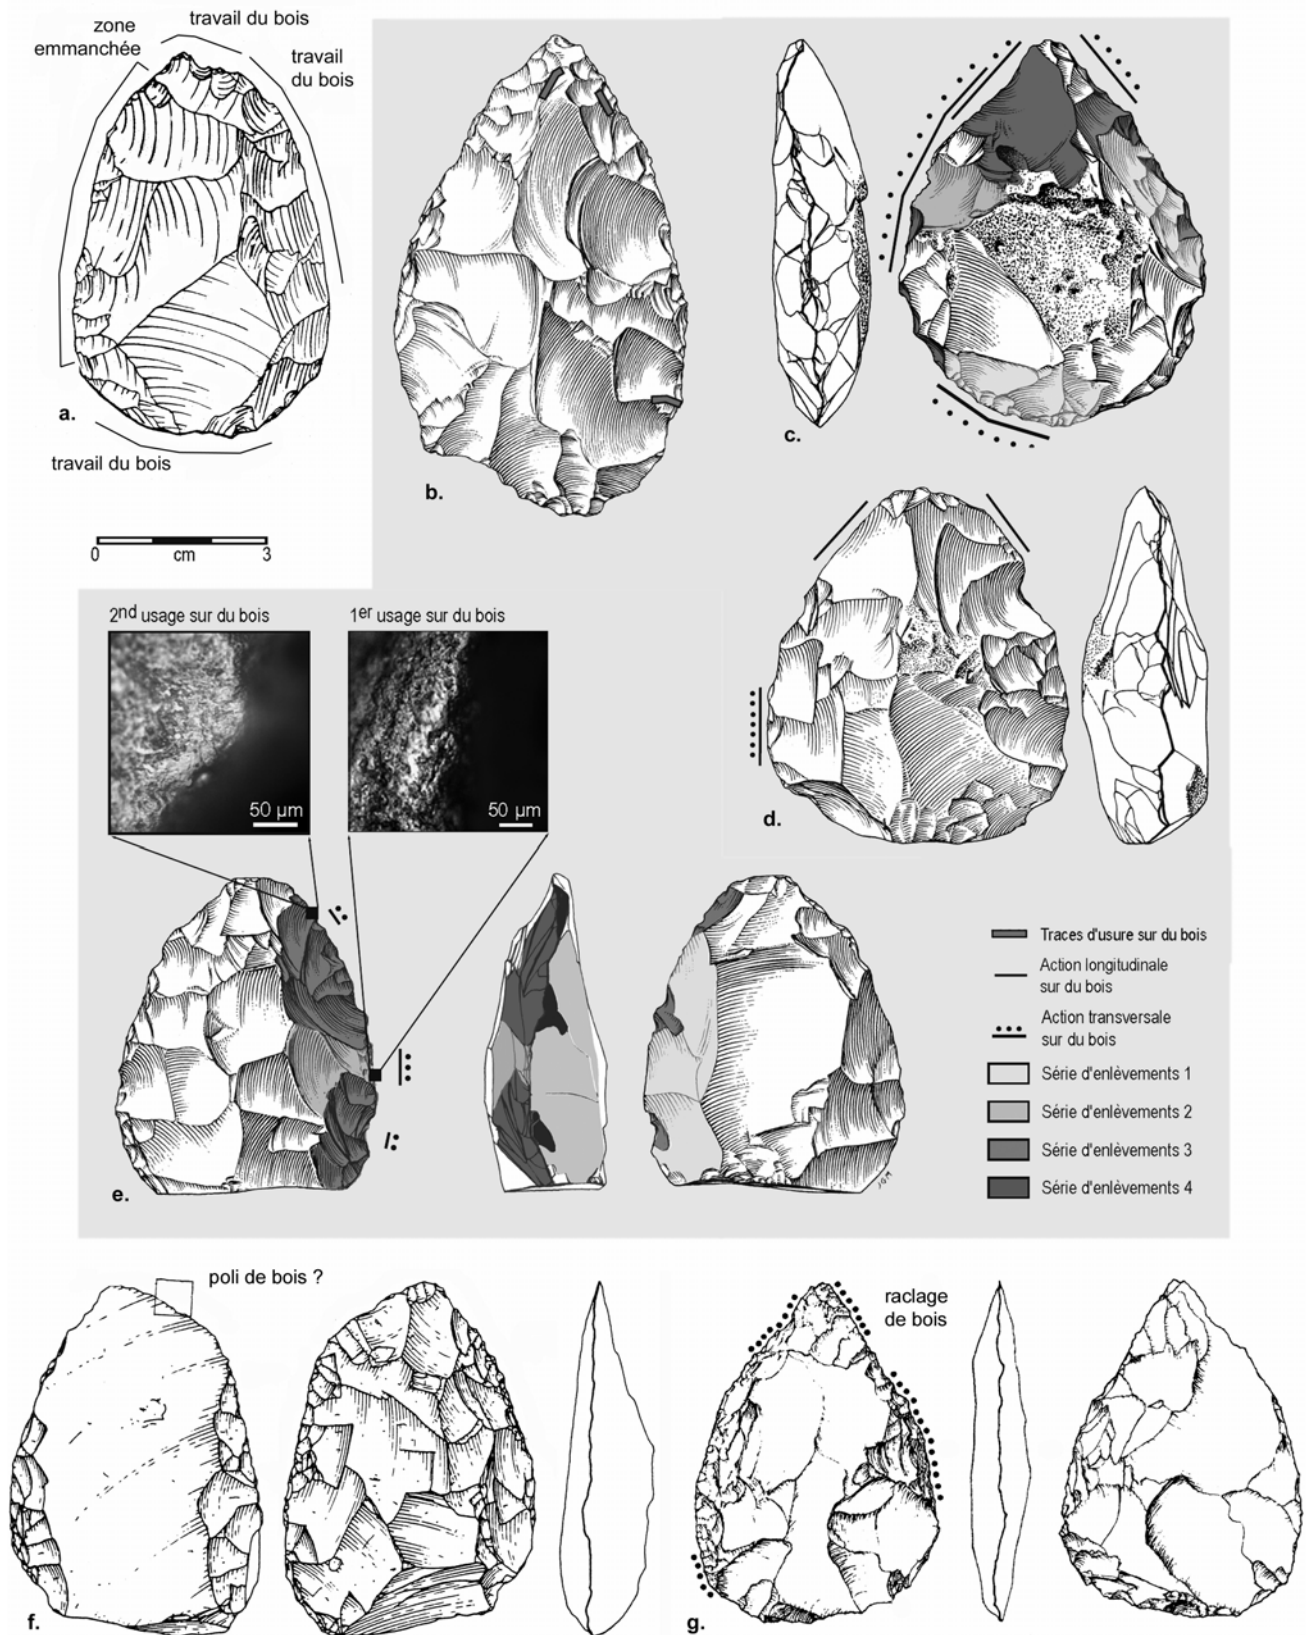 zone
emmanchée
travail du bois
travail
du bois
a.
travail du bois
b.
c.
0 cm 3
d.
2nd usage sur du bois
1er usage sur du bois
50 µm
50 µm
e.
Traces d'usure sur du bois
Action longitudinale
sur du bois
Action transversale
sur du bois
Série d'enlèvements 1
Série d'enlèvements 2
Série d'enlèvements 3
Série d'enlèvements 4
JGM
poli de bois ?
raclage
de bois
f.
g.